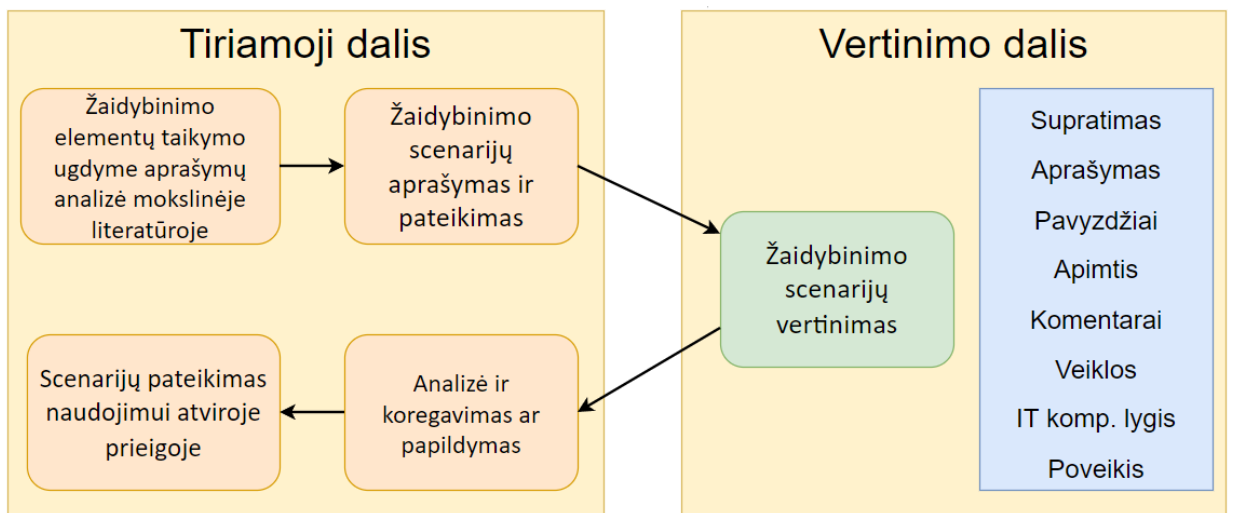 Tiriamoji dalis
Žaidybinimo
elementų taikymo
ugdyme aprašymų
analizė mokslinėje
literatūroje
Žaidybinimo
scenarijų
aprašymas ir
pateikimas
Scenarijų pateikimas
naudojimui atviroje
prieigoje
Analizė ir
koregavimas ar
papildymas
Vertinimo dalis
Žaidybinimo
scenarijų
vertinimas
Supratimas
Aprašymas
Pavyzdžiai
Apimtis
Komentarai
Veiklos
IT komp. lygis
Poveikis